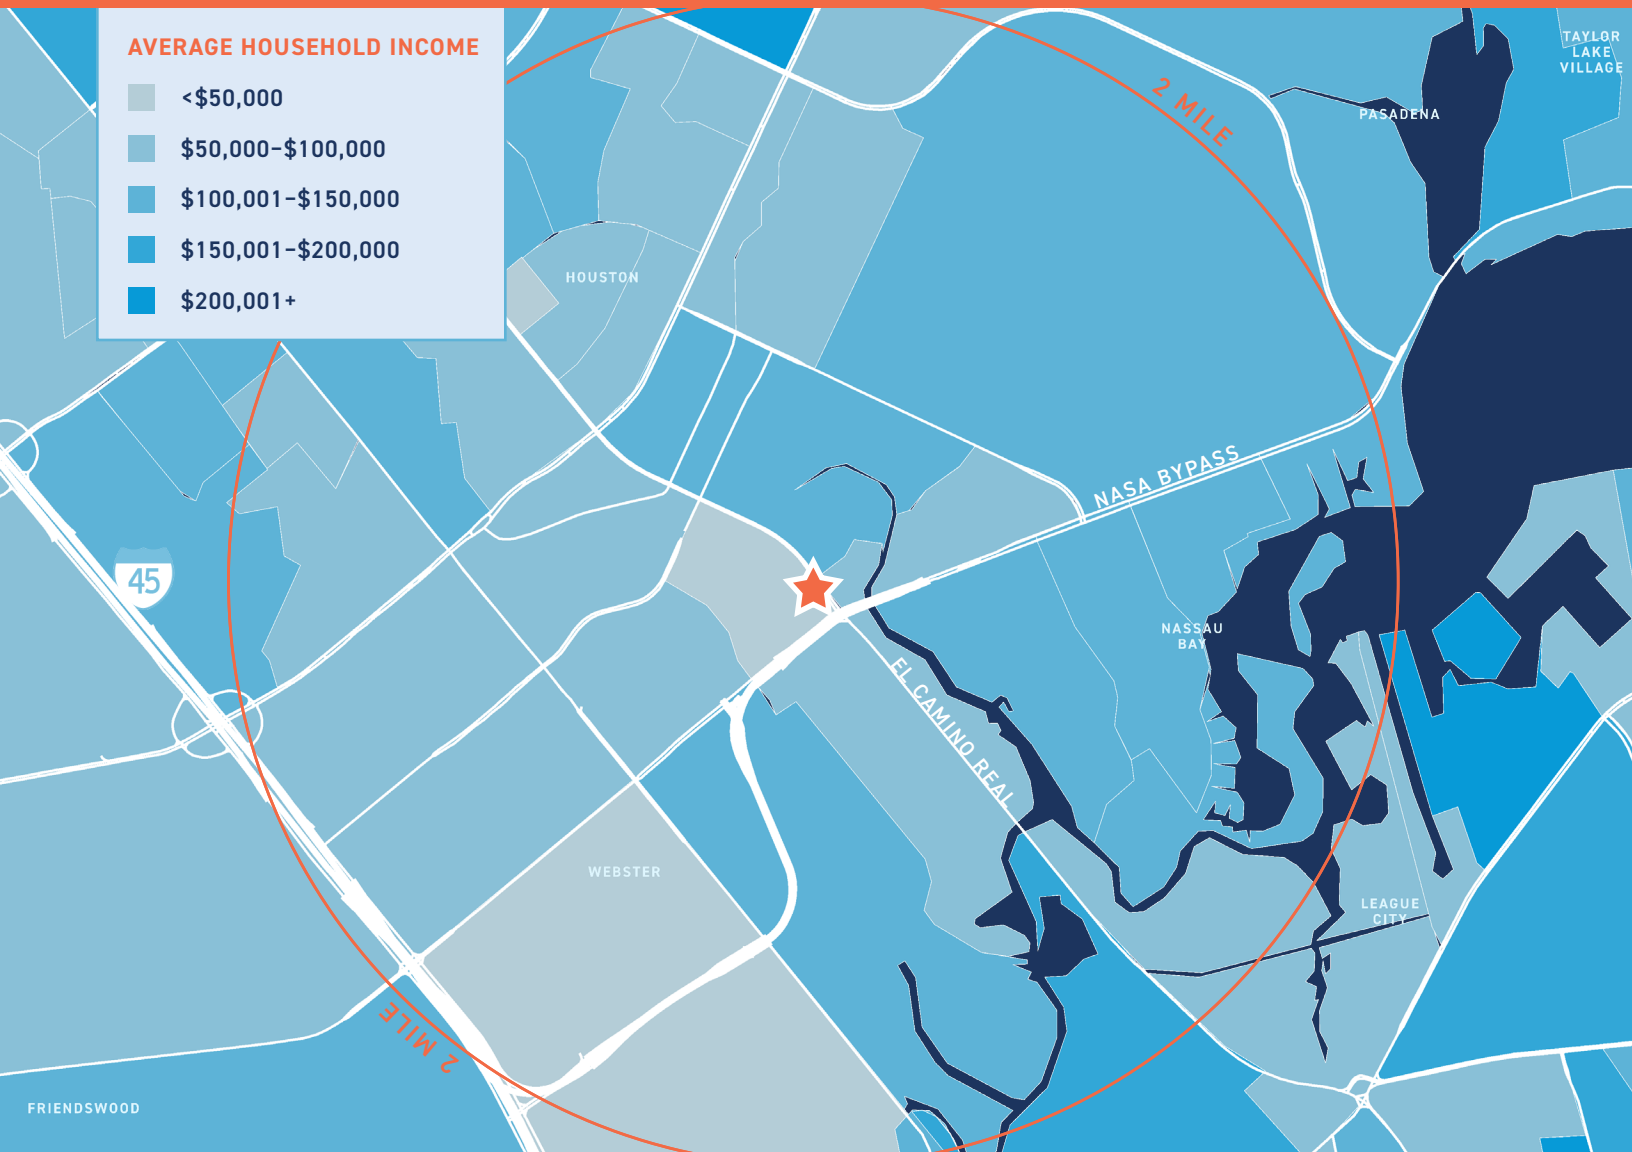 AVERAGE HOUSEHOLD INCOME
<$50,000
$50,000–$100,000
$100,001–$150,000
$150,001–$200,000
$200,001+
TAYLOR
LAKE
VILLAGE
2 MILE
PASADENA
HOUSTON
NASA BYPASS
45
NASSAU
BAY
EL CAMINO REAL
WEBSTER
LEAGUE
CITY
2 MILE
FRIENDSWOOD